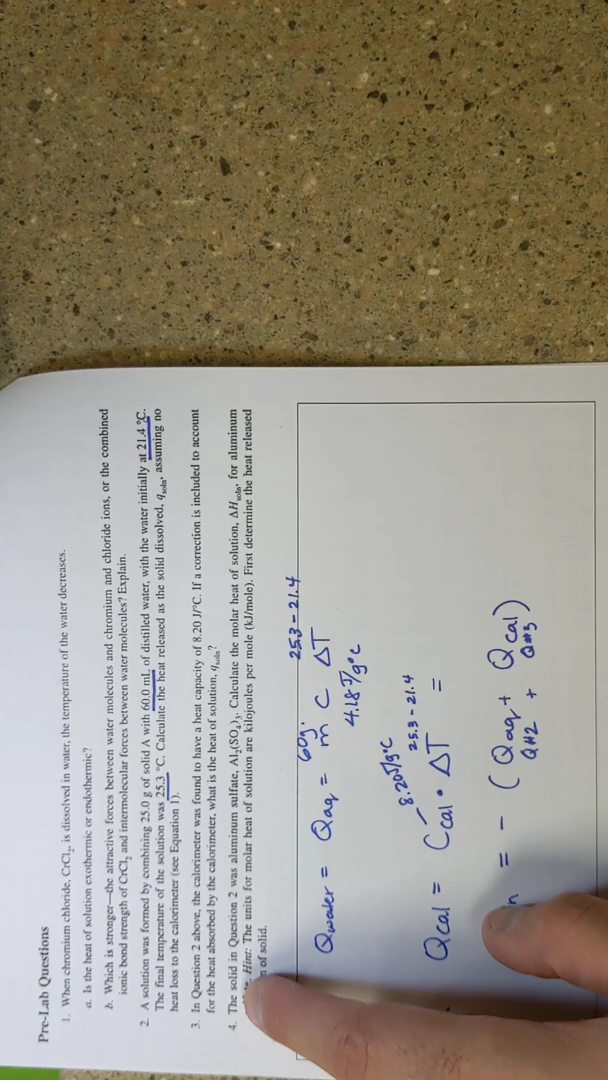 Pre-Lab Questions
1. When chromium chloride, CrCl₂, is dissolved in water, the temperature of the water decreases.
a. Is the heat of solution exothermic or endothermic?
b. Which is stronger—the attractive forces between water molecules and chromium and chloride ions, or the combined
ionic bond strength of CrCl₂ and intermolecular forces between water molecules? Explain.
2. A solution was formed by combining 25.0 g of solid A with 60.0 mL of distilled water, with the water initially at 21.4 °C.
The final temperature of the solution was 25.3 °C. Calculate the heat released as the solid dissolved, q soln, assuming no
heat loss to the calorimeter (see Equation 1).
3. In Question 2 above, the calorimeter was found to have a heat capacity of 8.20 J/°C. If a correction is included to account
for the heat absorbed by the calorimeter, what is the heat of solution, q soln?
4. The solid in Question 2 was aluminum sulfate, Al₂(SO₄)₃. Calculate the molar heat of solution, ΔH soln, for aluminum
Hint: The units for molar heat of solution are kilojoules per mole (kJ/mole). First determine the heat released
of solid.
60g. 25.3 - 21.4
Qwater = Qaq = m C ΔT
4.18 J/g°C
8.20 J/g°C
25.3 - 21.4
Qcal = Ccal · ΔT =
n = - (Qaq + Qcal)
Q#2 + Q#3